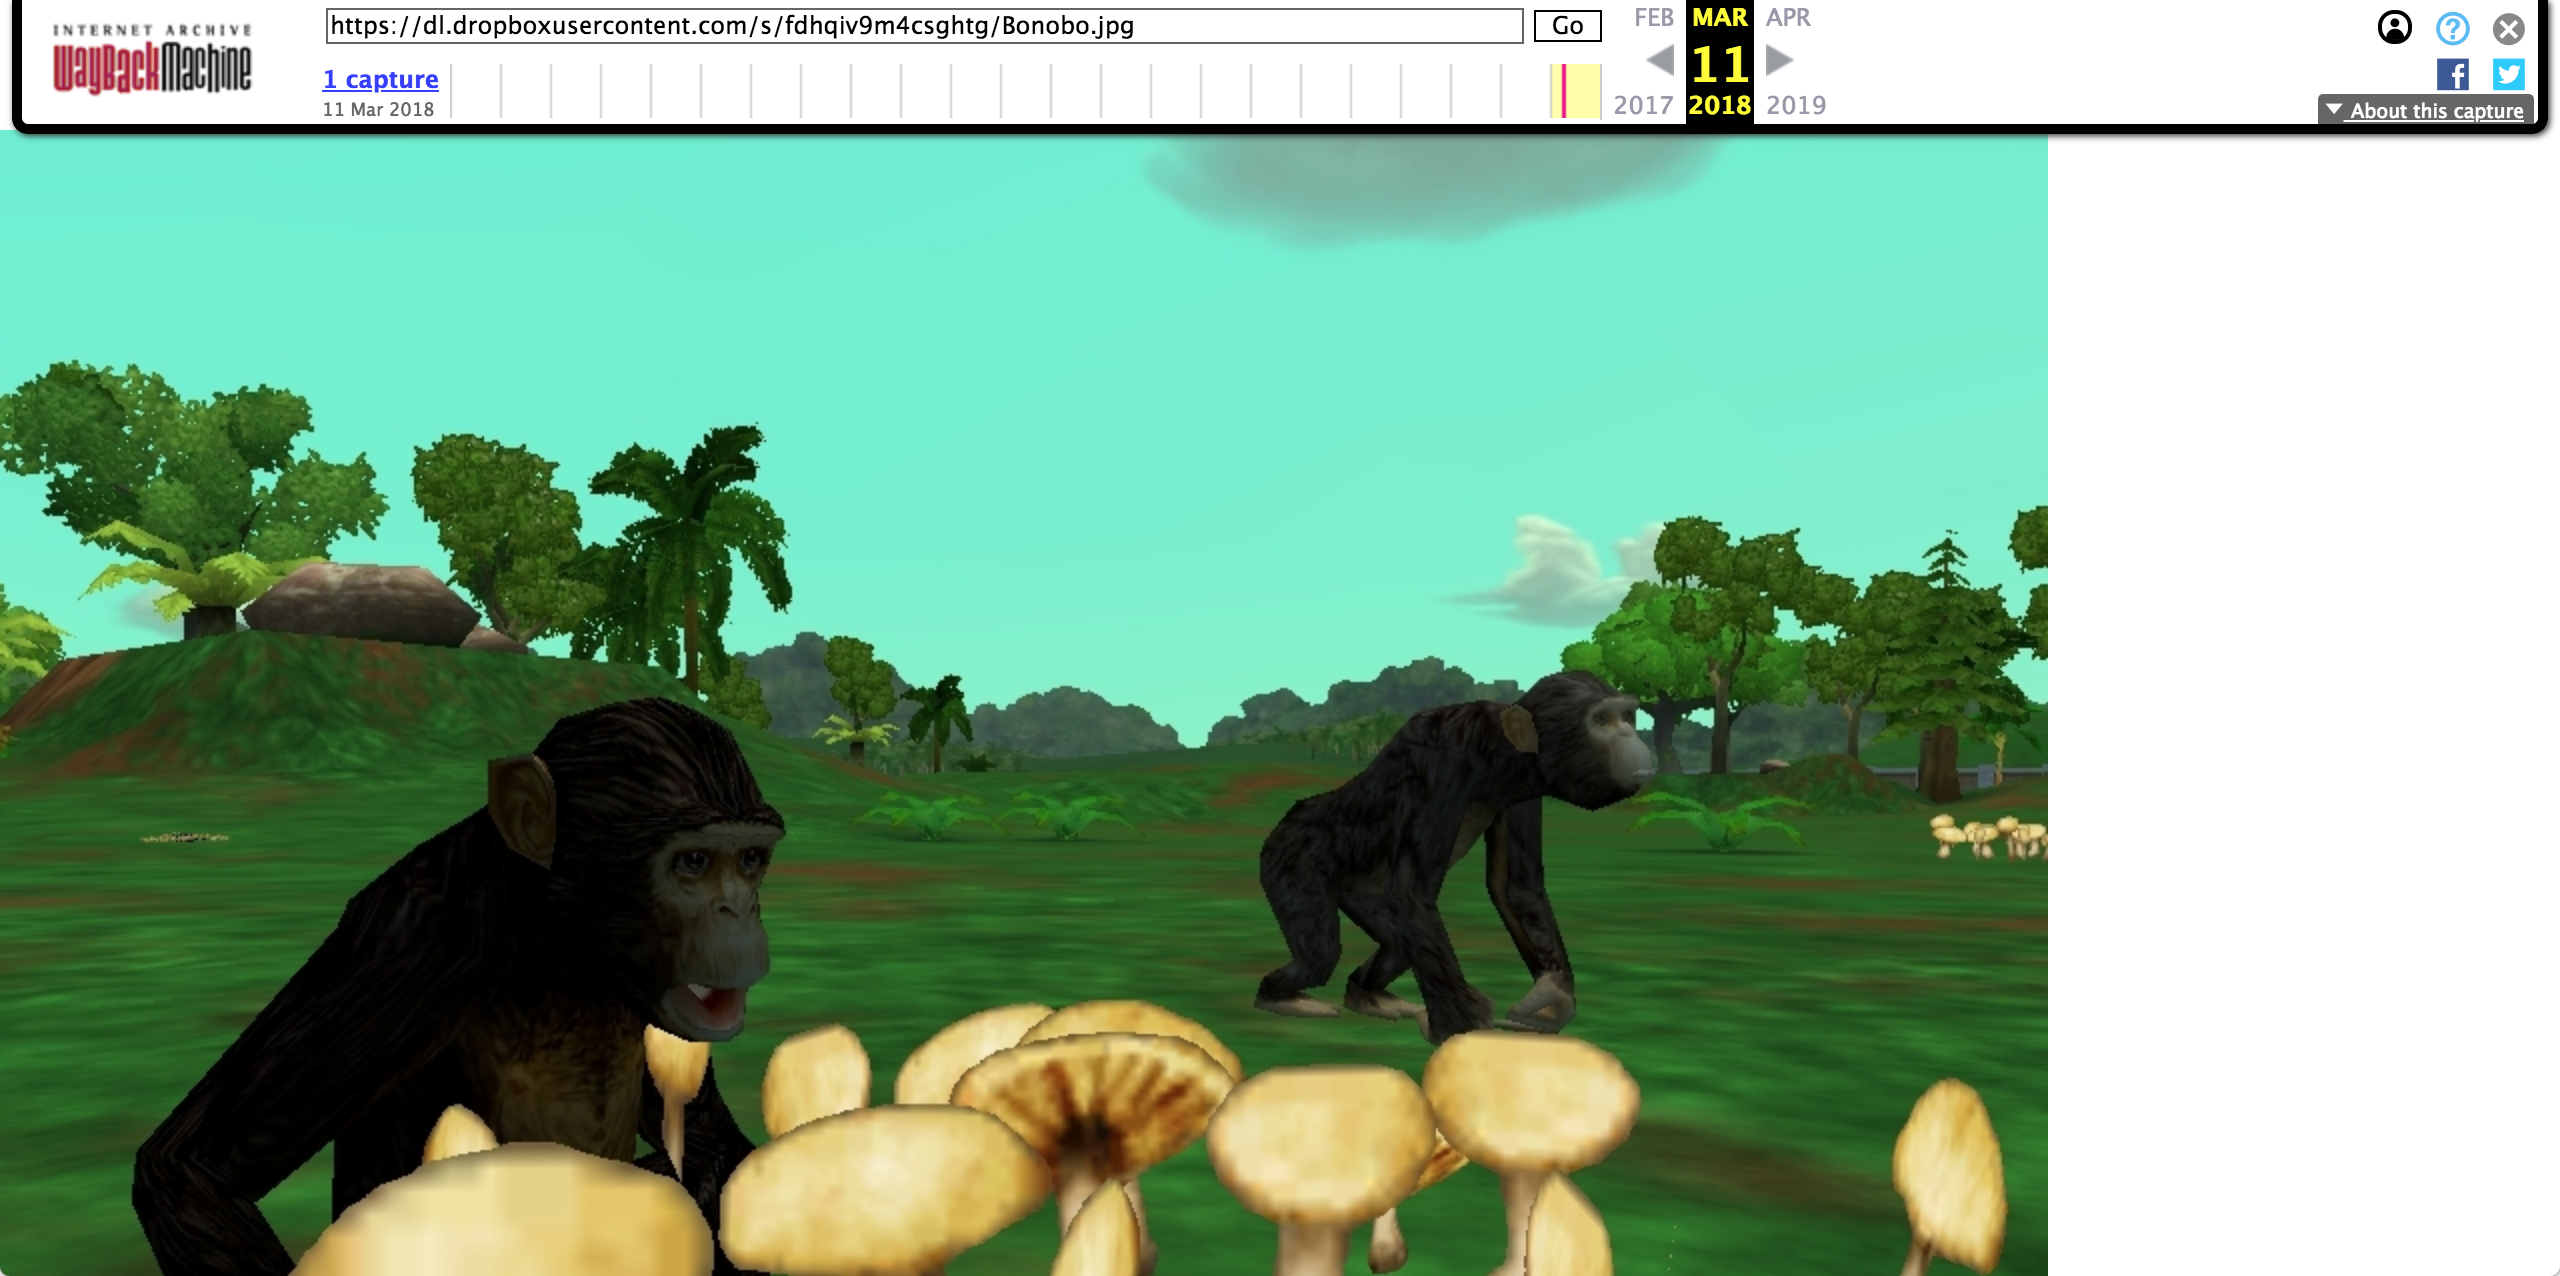 INTERNET ARCHIVE
WayBackMachine
https://dl.dropboxusercontent.com/s/fdhqiv9m4csghtg/Bonobo.jpg
Go
1 capture
11 Mar 2018
FEB MAR APR
11
2017 2018 2019
?
f
About this capture